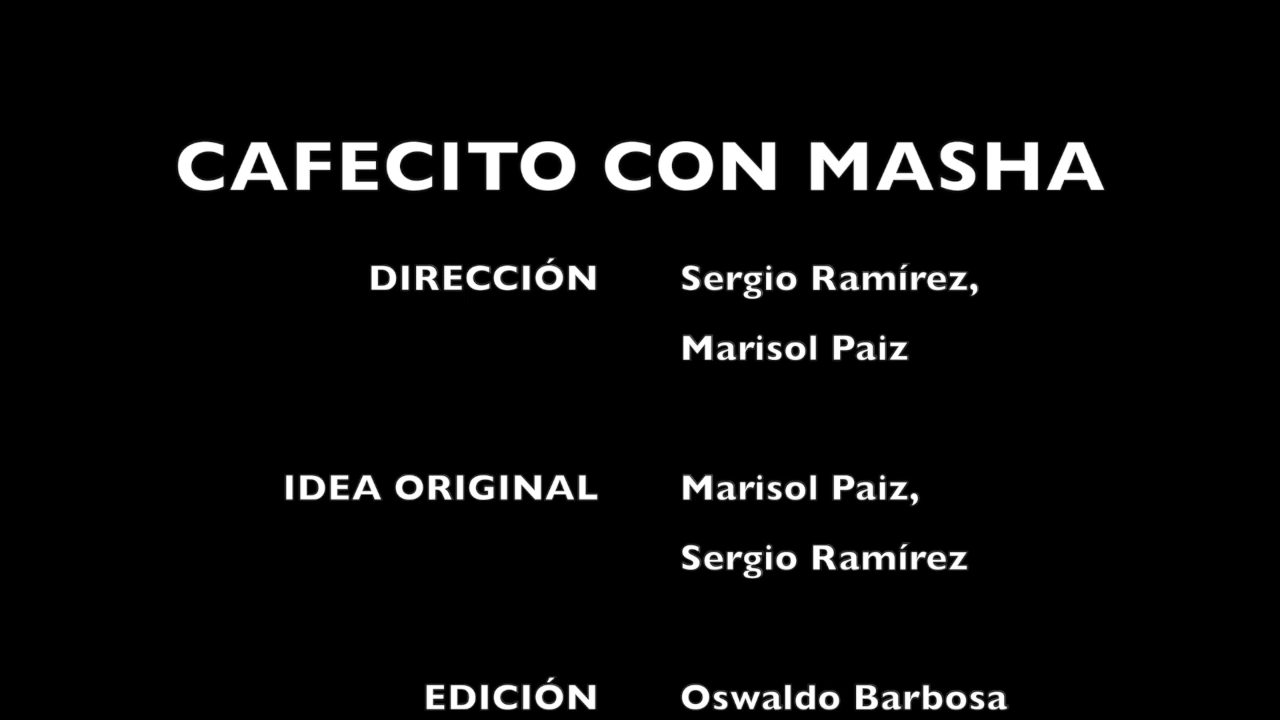 CAFECITO CON MASHA
DIRECCIÓN Sergio Ramírez,
Marisol Paiz
IDEA ORIGINAL Marisol Paiz,
Sergio Ramírez
EDICIÓN Oswaldo Barbosa